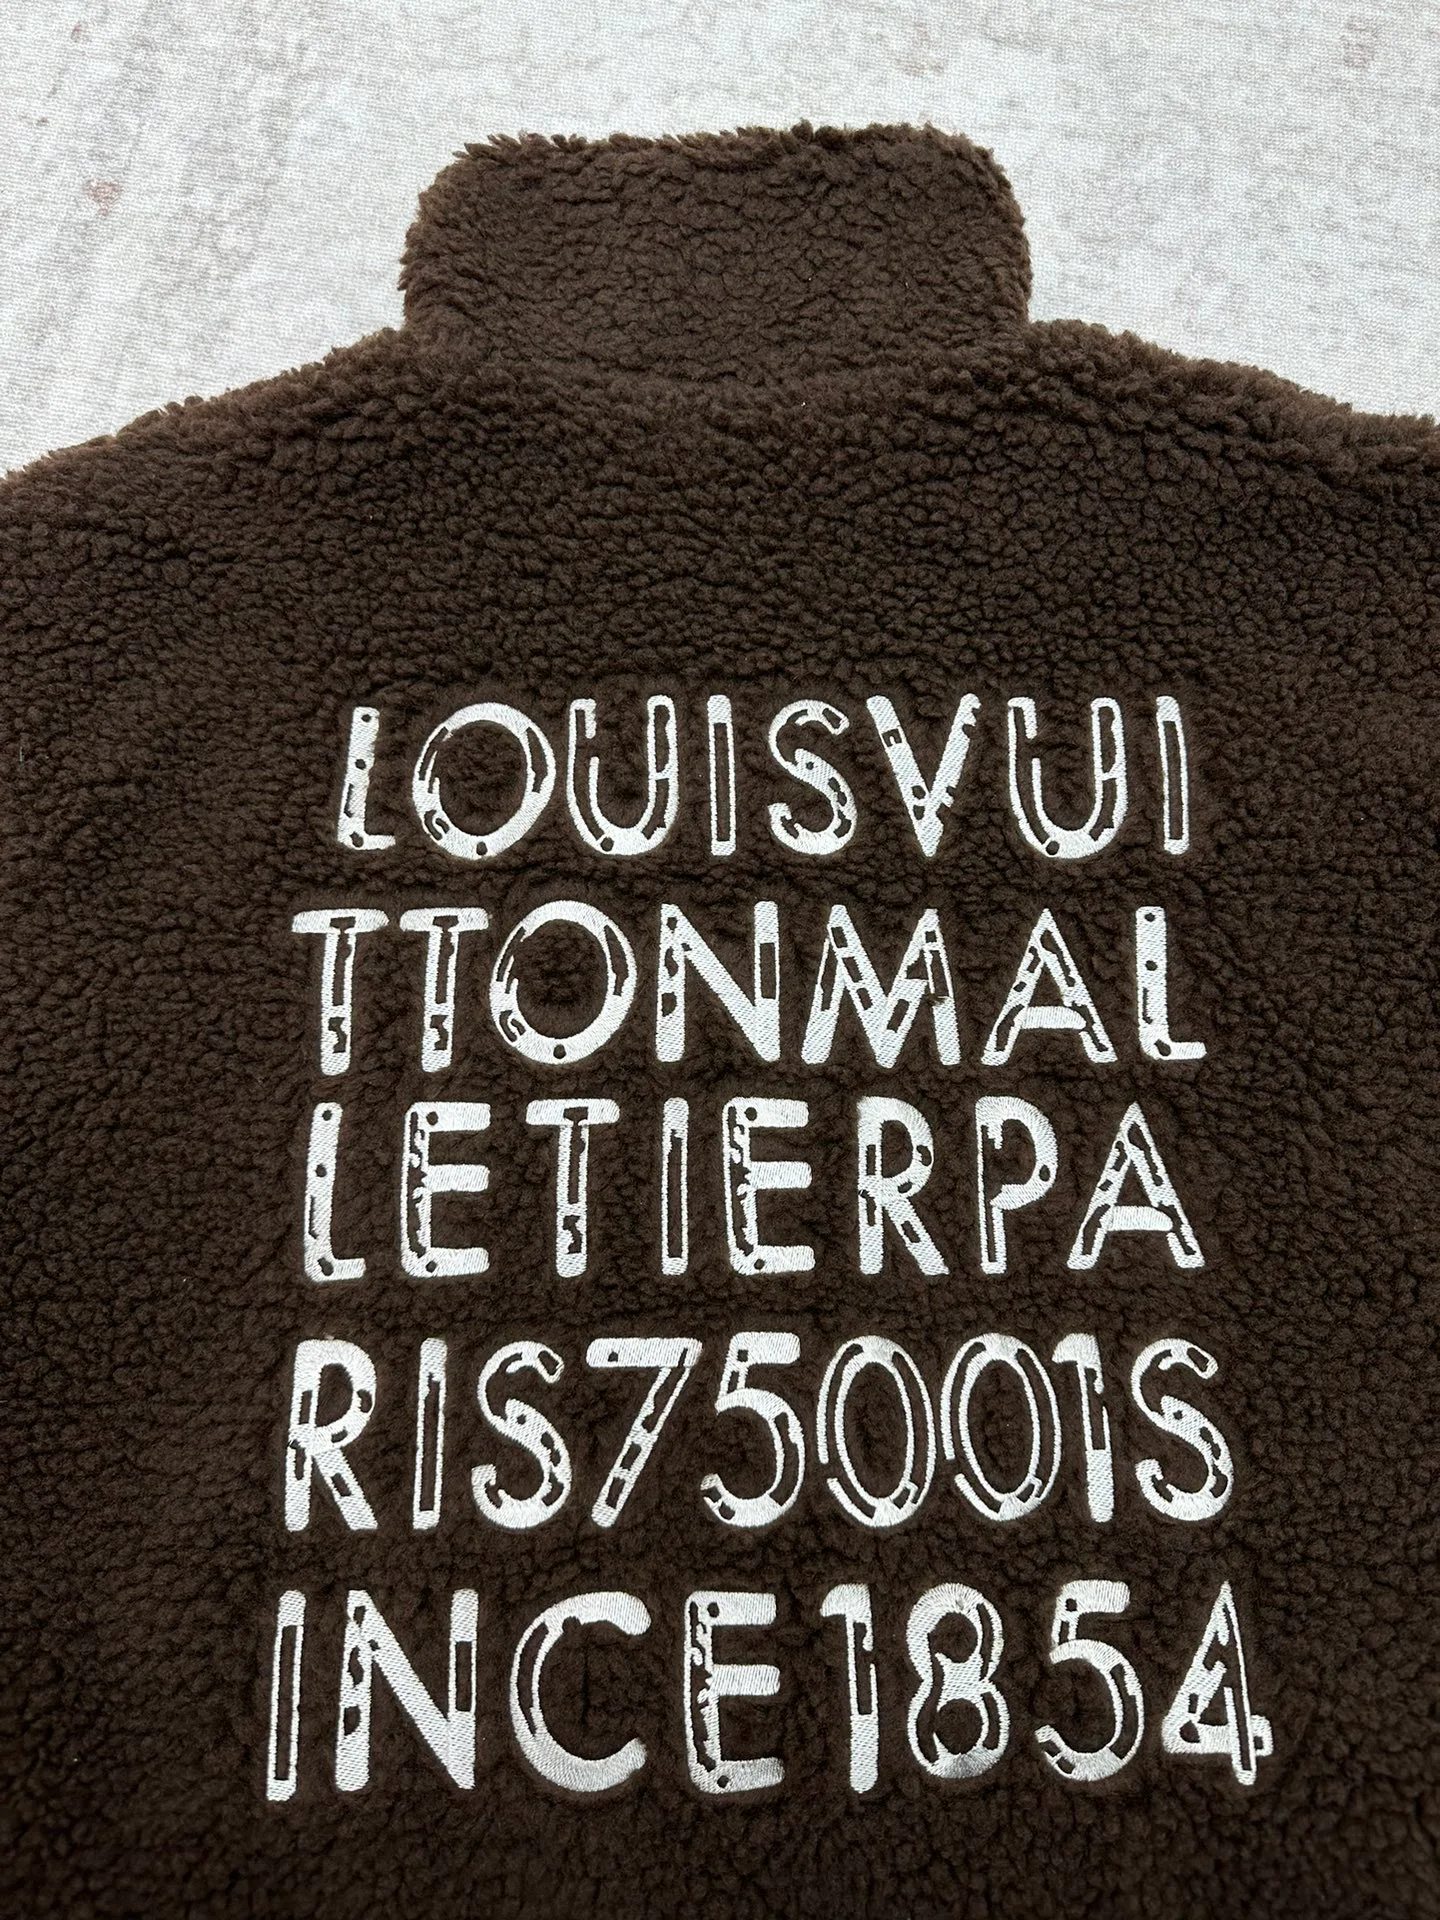 LOUISVUI
TTONMAL
LETIERPA
RIS75001S
INCE1854